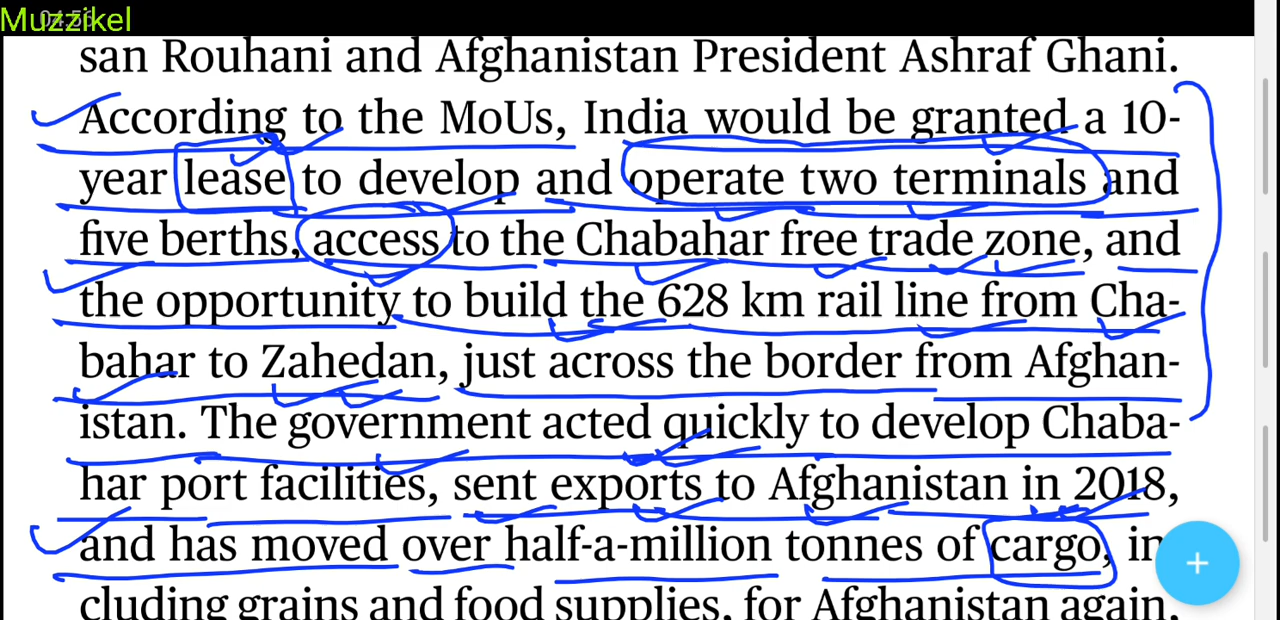 Muzzikel
san Rouhani and Afghanistan President Ashraf Ghani.
According to the MoUs, India would be granted a 10-
year lease to develop and operate two terminals and
five berths, access to the Chabahar free trade zone, and
the opportunity to build the 628 km rail line from Cha-
bahar to Zahedan, just across the border from Afghan-
istan. The government acted quickly to develop Chaba-
har port facilities, sent exports to Afghanistan in 2018,
and has moved over half-a-million tonnes of cargo, in-
cluding grains and food supplies, for Afghanistan again,